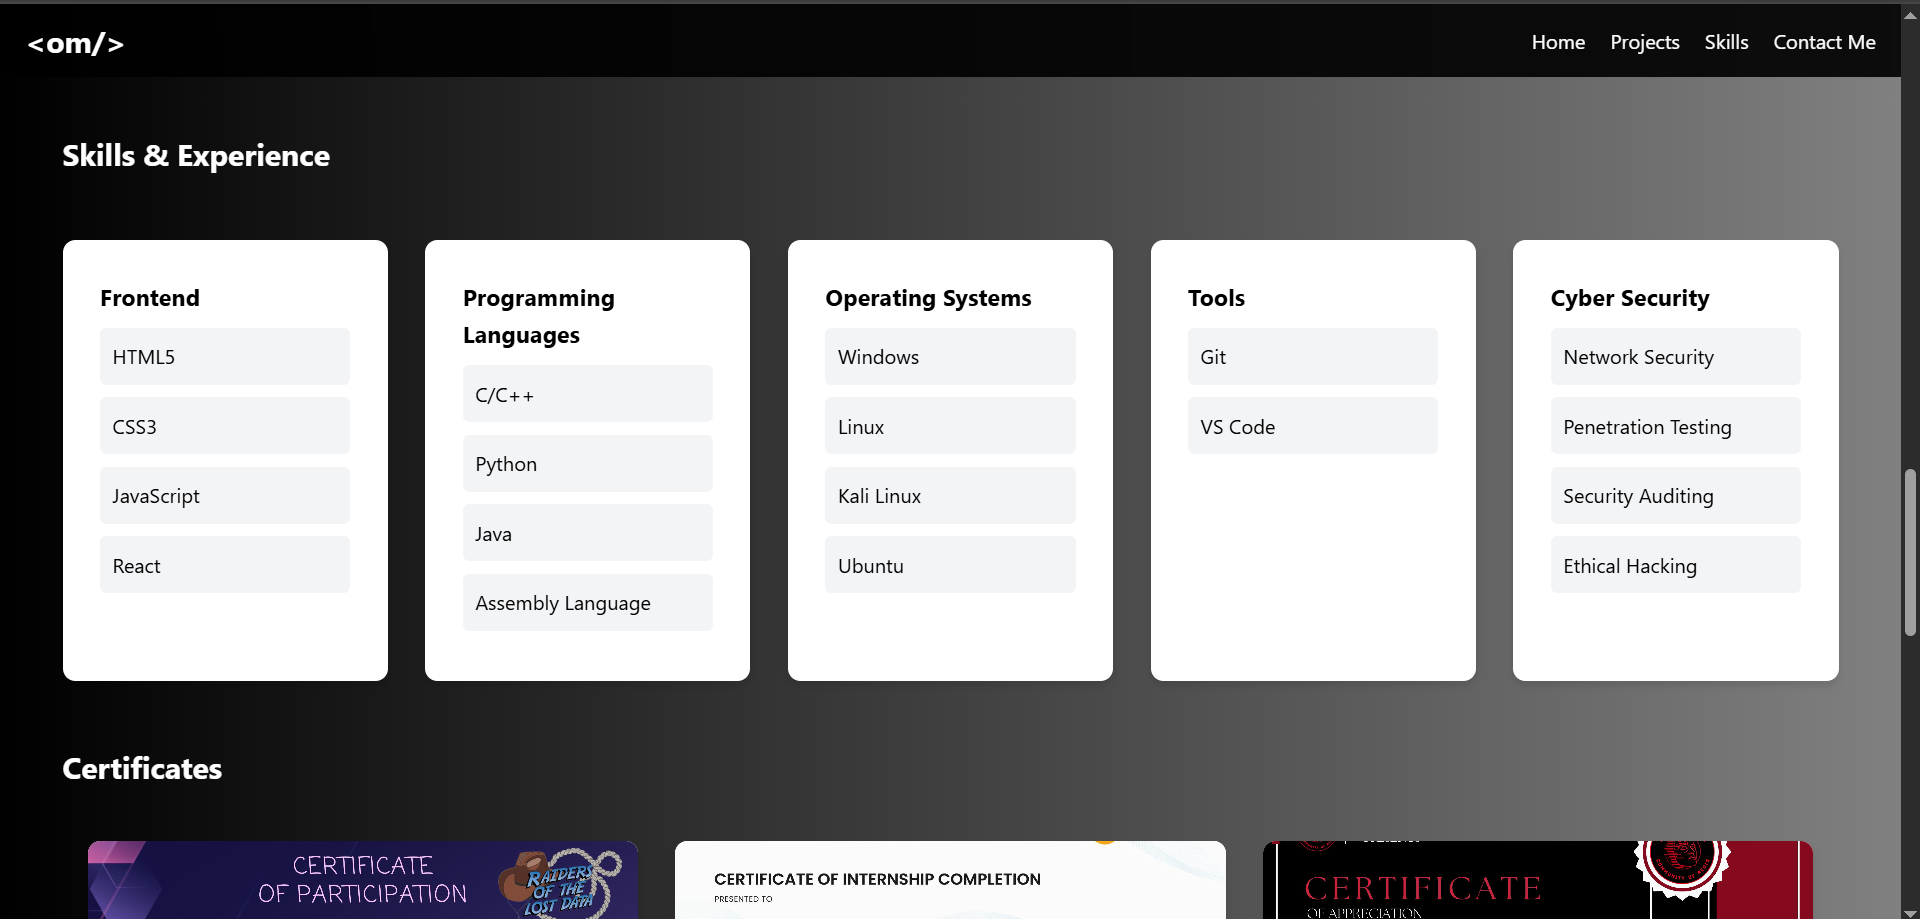 <om/>
Home Projects Skills Contact Me
Skills & Experience
Frontend
HTML5
CSS3
JavaScript
React
Programming
Languages
C/C++
Python
Java
Assembly Language
Operating Systems
Windows
Linux
Kali Linux
Ubuntu
Tools
Git
VS Code
Cyber Security
Network Security
Penetration Testing
Security Auditing
Ethical Hacking
Certificates
CERTIFICATE
OF PARTICIPATION
RAIDERS
OF THE
LOST DATA
CERTIFICATE OF INTERNSHIP COMPLETION
PRESENTED TO
CERTIFICATE
OF APPRECIATION